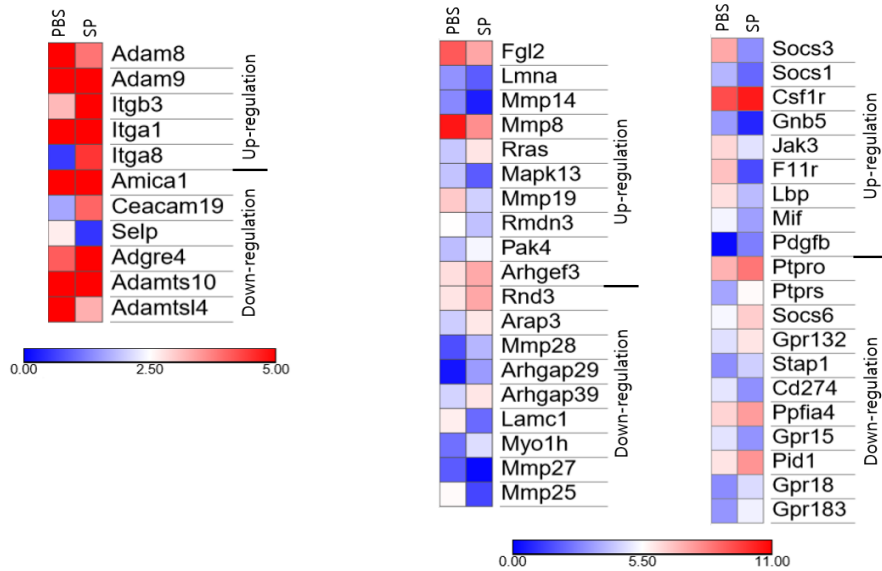 PBS SP
Adam8
Adam9
Itgb3
Itga1
Itga8
Amica1
Ceacam19
Selp
Adgre4
Adamts10
Adamtsl4
Up-regulation
Down-regulation
0.00 2.50 5.00
PBS SP
Fgl2
Lmna
Mmp14
Mmp8
Rras
Mapk13
Mmp19
Rmdn3
Pak4
Arhgef3
Rnd3
Arap3
Mmp28
Arhgap29
Arhgap39
Lamc1
Myo1h
Mmp27
Mmp25
Up-regulation
Down-regulation
PBS SP
Socs3
Socs1
Csf1r
Gnb5
Jak3
F11r
Lbp
Mif
Pdgfb
Ptpro
Ptprs
Socs6
Gpr132
Stap1
Cd274
Ppfia4
Gpr15
Pid1
Gpr18
Gpr183
Up-regulation
Down-regulation
0.00 5.50 11.00